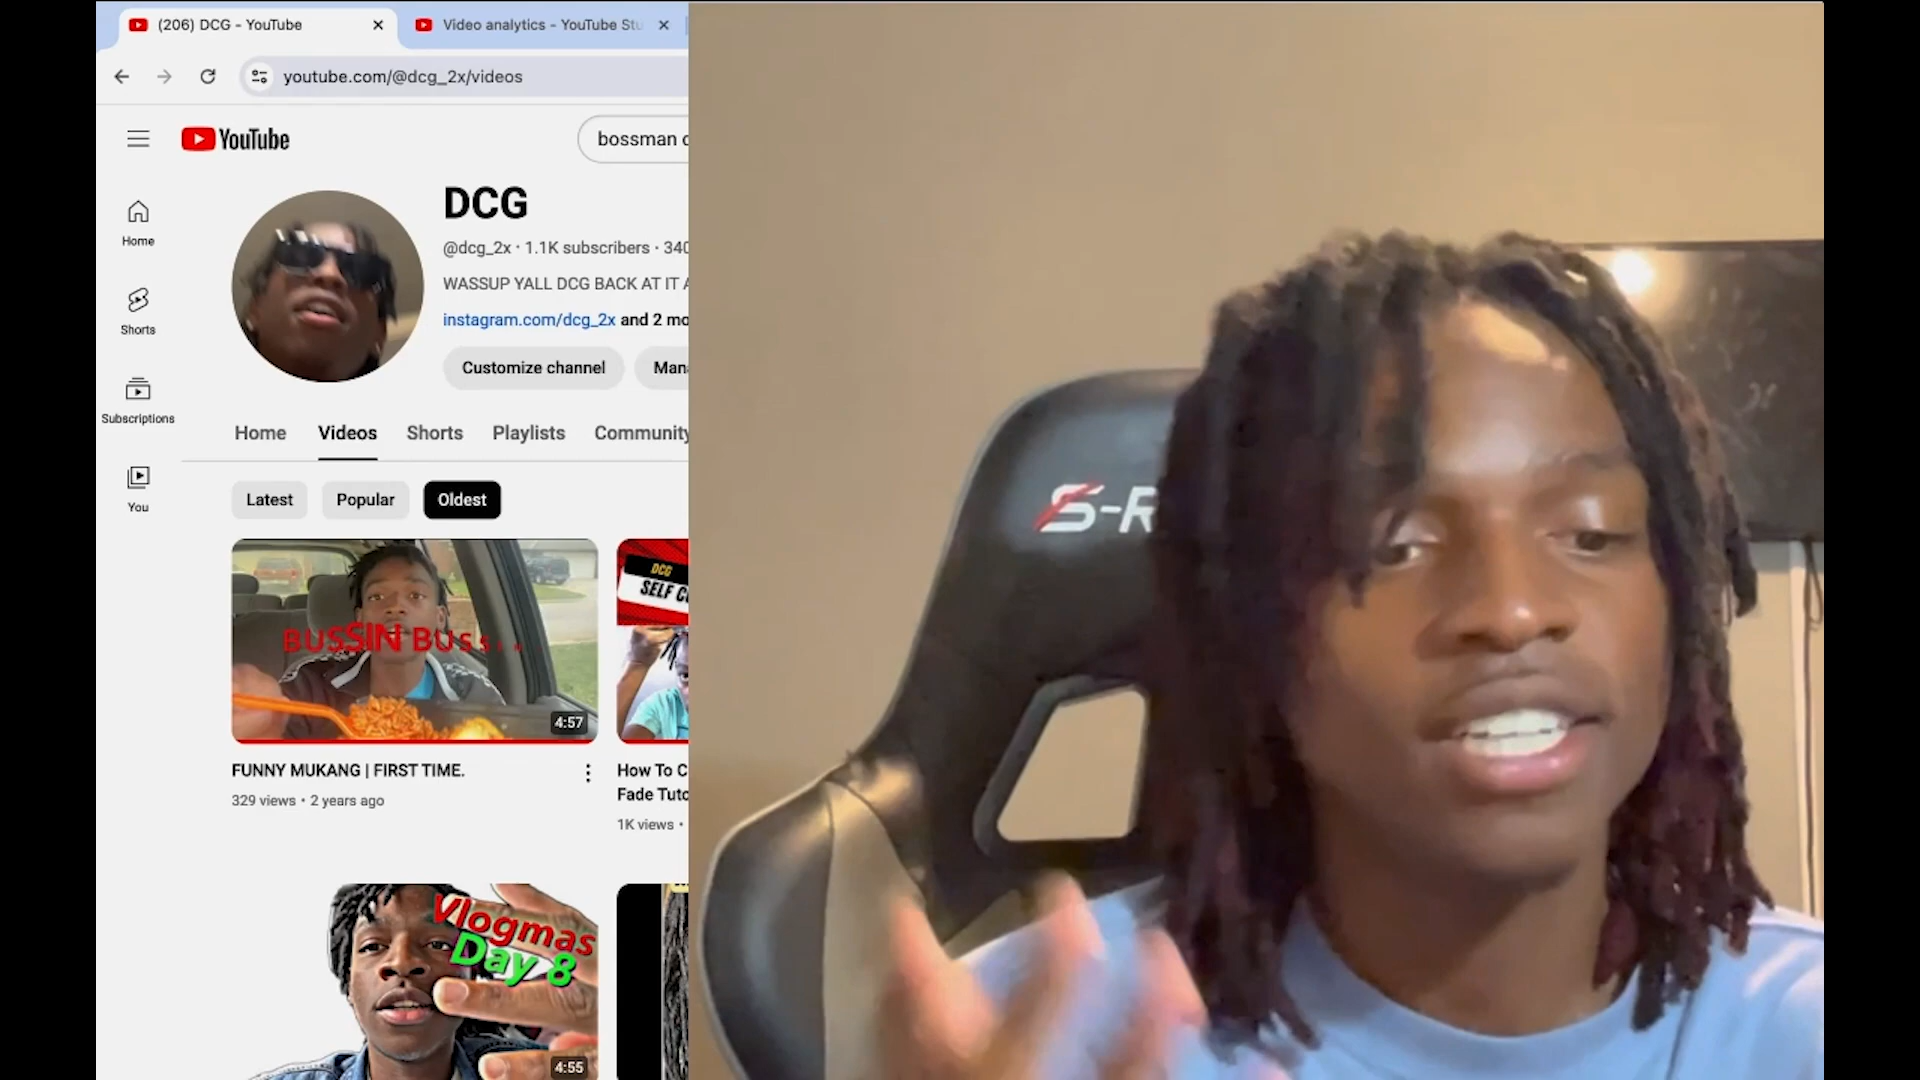 (206) DCG - YouTube
Video analytics - YouTube Stu
youtube.com/@dcg_2x/videos
YouTube
bossman
DCG
@dcg_2x · 1.1K subscribers · 340
WASSUP YALL DCG BACK AT IT A
instagram.com/dcg_2x and 2 mo
Customize channel
Man
Home
Shorts
Subscriptions
You
Home
Videos
Shorts
Playlists
Community
Latest
Popular
Oldest
BUSSIN BUSS
4:57
DCG
SELF C
FUNNY MUKANG | FIRST TIME.
329 views · 2 years ago
How To C
Fade Tuto
1K views ·
Vlogmas
Day 8
4:55
S-R